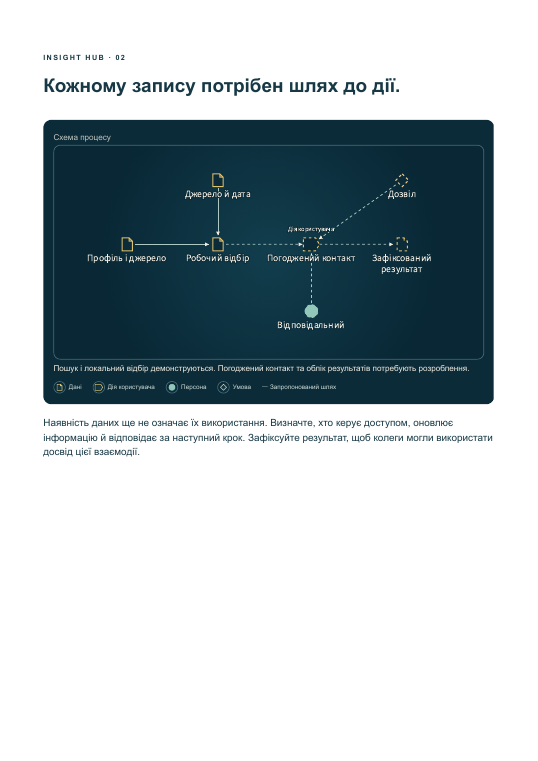 INSIGHT HUB · 02
Кожному запису потрібен шлях до дії.
Схема процесу
Джерело й дата
Дозвіл
Дія користувача
Профіль і джерело
Робочий відбір
Погоджений контакт
Зафіксований
результат
Відповідальний
Пошук і локальний відбір демонструються. Погоджений контакт та облік результатів потребують розроблення.
Дані
Дія користувача
Персона
Умова
Запропонований шлях
Наявність даних ще не означає їх використання. Визначте, хто керує доступом, оновлює
інформацію й відповідає за наступний крок. Зафіксуйте результат, щоб колеги могли використати
досвід цієї взаємодії.